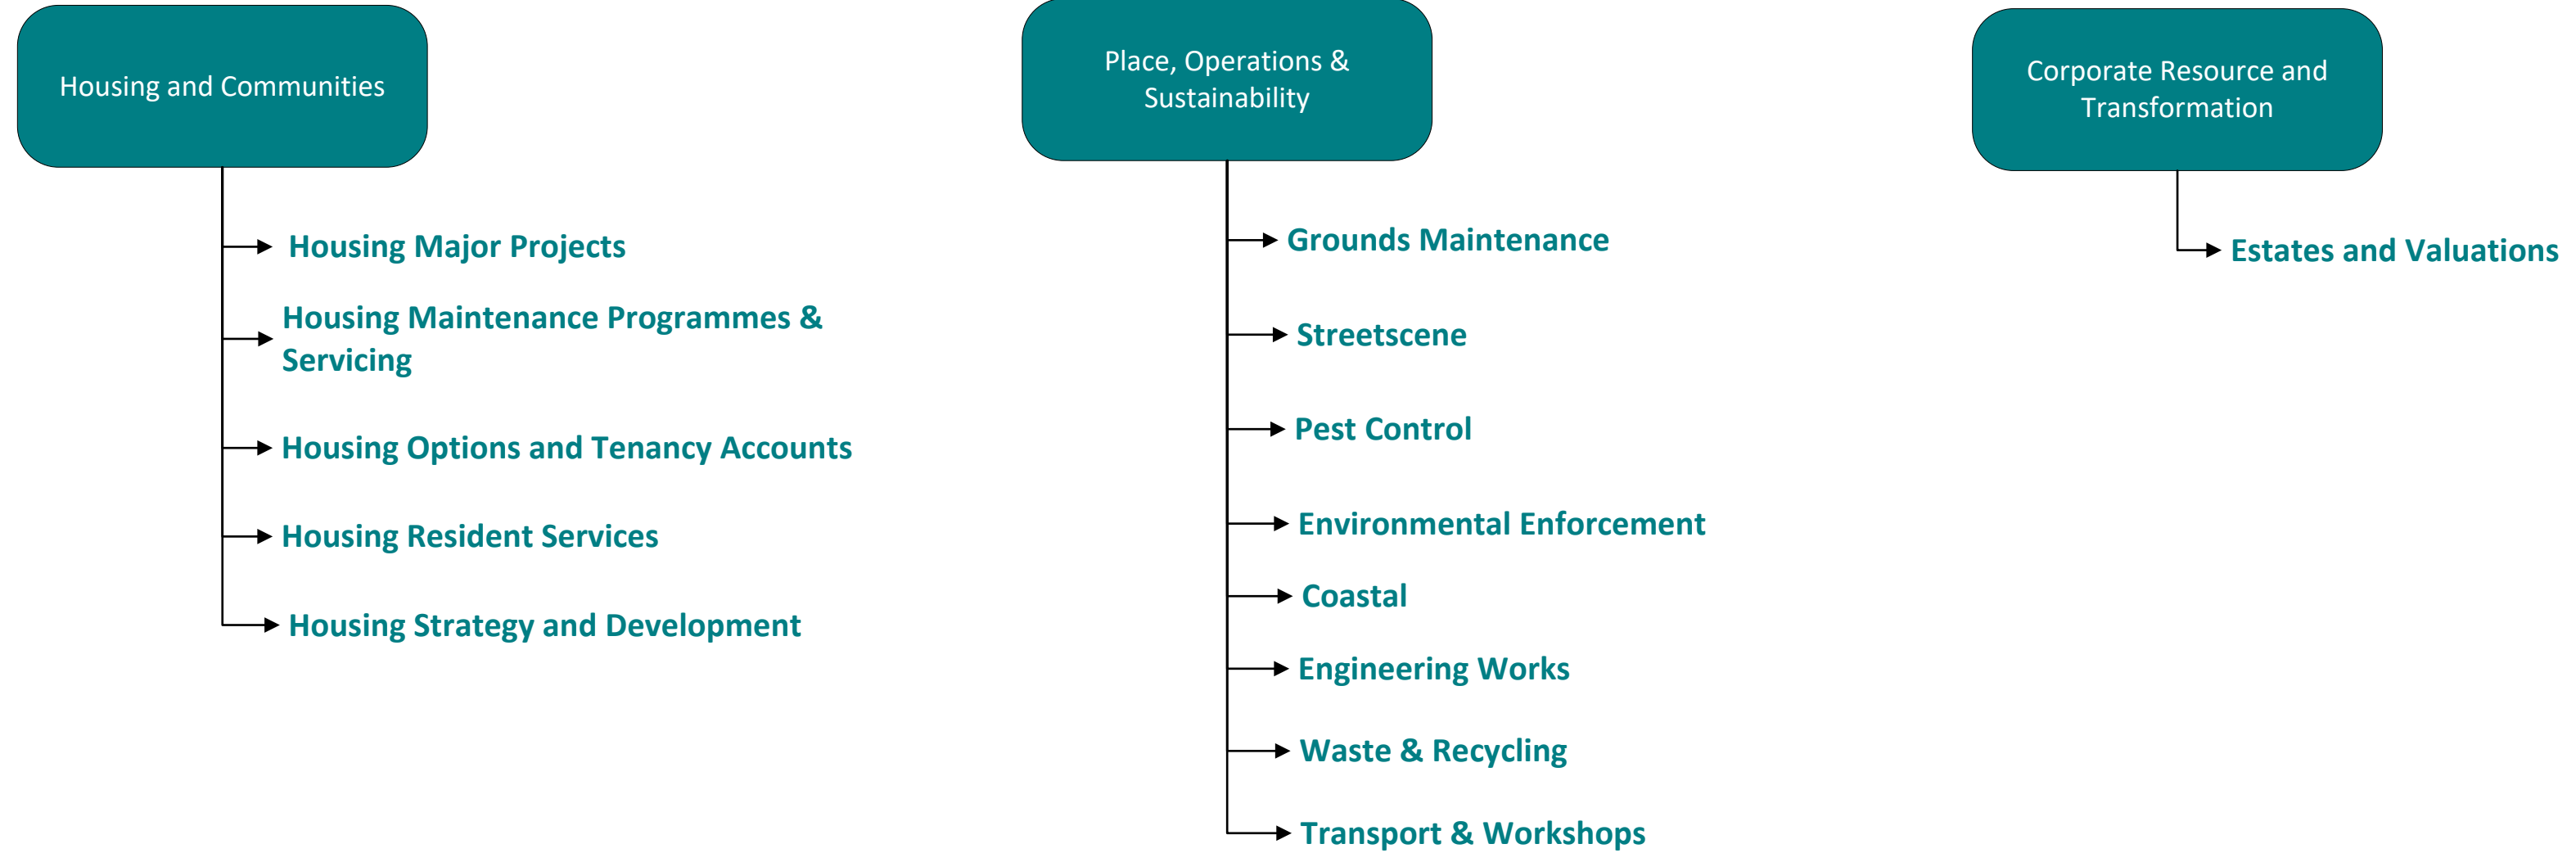 Housing and Communities
Housing Major Projects
Housing Maintenance Programmes &
Servicing
Housing Options and Tenancy Accounts
Housing Resident Services
Housing Strategy and Development
Place, Operations &
Sustainability
Grounds Maintenance
Streetscene
Pest Control
Environmental Enforcement
Coastal
Engineering Works
Waste & Recycling
Transport & Workshops
Corporate Resource and
Transformation
Estates and Valuations